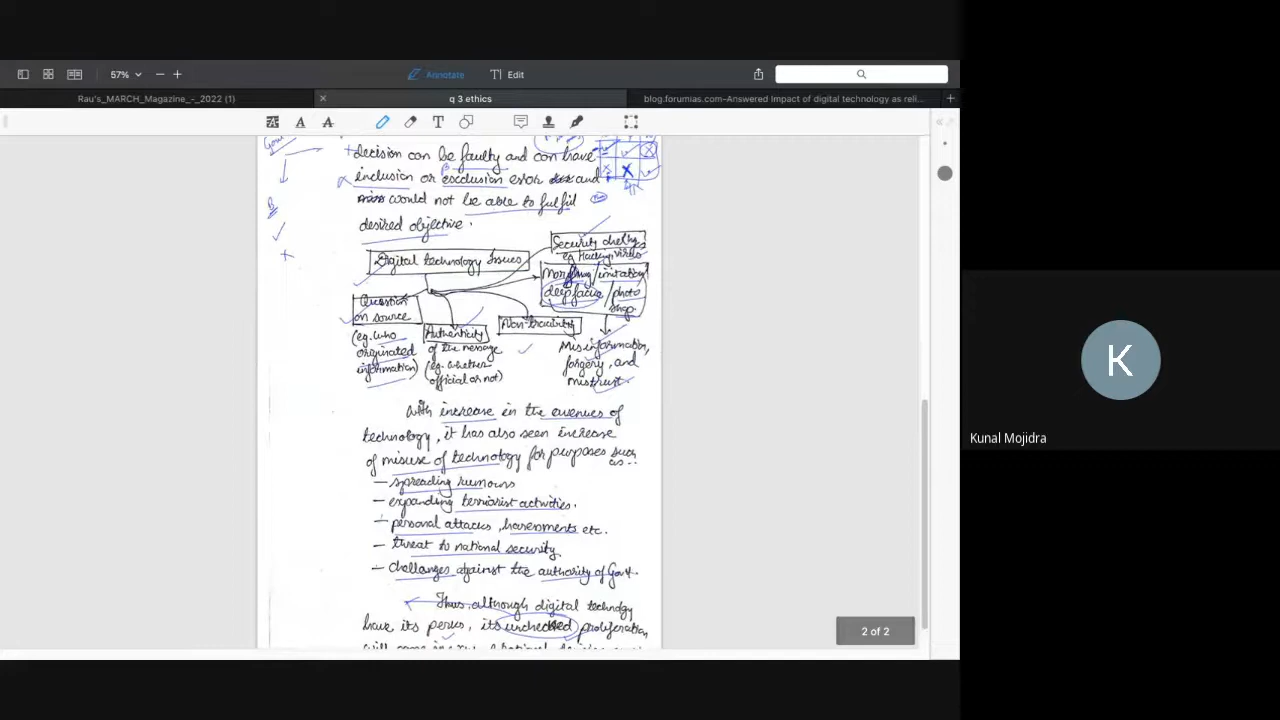 57%
Annotate
Edit
Rau's_MARCH_Magazine_-_2022 (1)
q 3 ethics
blog.forumias.com-Answered Impact of digital technology as reli...
Govt
decision can be faulty and can have
inclusion or exclusion error and
would not be able to fulfil
desired objective.
Digital technology Issues
Security
eg Hacking, virus
/imitation/
deep fake / photo
shop.
Question
on source
(eg. who
originated
information)
Authenticity
of the message
(eg. whether
official or not)
Misinformation,
forgery, and
mistrust.
With increase in the avenues of
technology, it has also seen increase
of misuse of technology for purposes such
as..
- spreading rumours
- expanding terrorist activities.
- personal attacks, harassments etc.
- threat to national security
- challanges against the authority of Govt.
Thus, although digital technology
have its perks, its unchecked proliferation
2 of 2
K
Kunal Mojidra